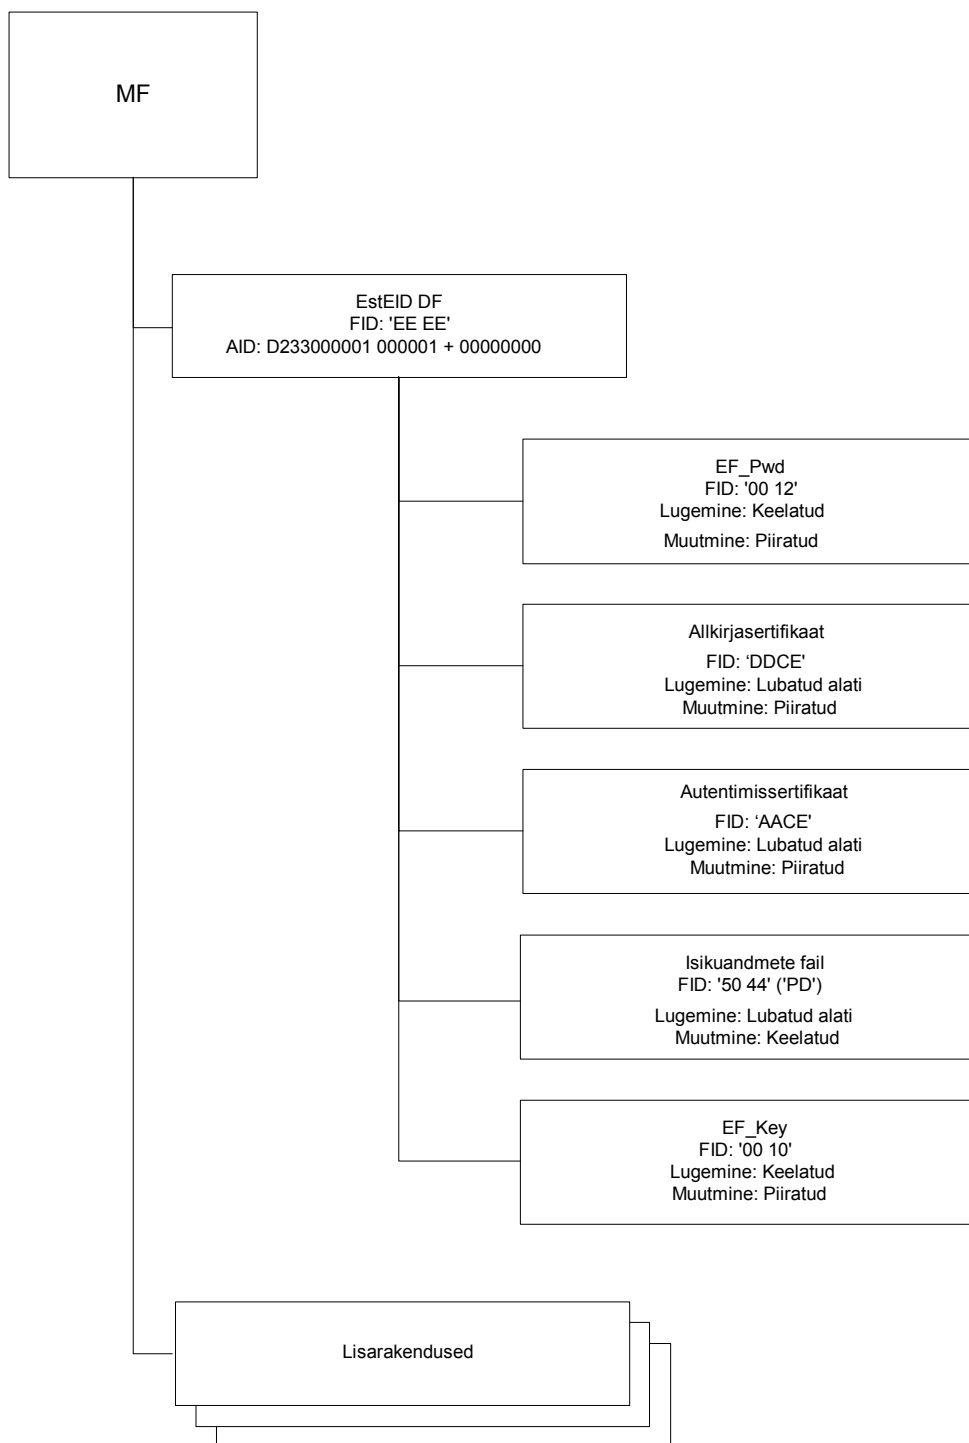 MF
EstEID DF
FID: 'EE EE'
AID: D233000001 000001 + 00000000
EF_Pwd
FID: '00 12'
Lugemine: Keelatud
Muutmine: Piiratud
Allkirjasertifikaat
FID: ‘DDCE'
Lugemine: Lubatud alati
Muutmine: Piiratud
Autentimissertifikaat
FID: ‘AACE'
Lugemine: Lubatud alati
Muutmine: Piiratud
Isikuandmete fail
FID: '50 44' ('PD')
Lugemine: Lubatud alati
Muutmine: Keelatud
EF_Key
FID: '00 10'
Lugemine: Keelatud
Muutmine: Piiratud
Lisarakendused